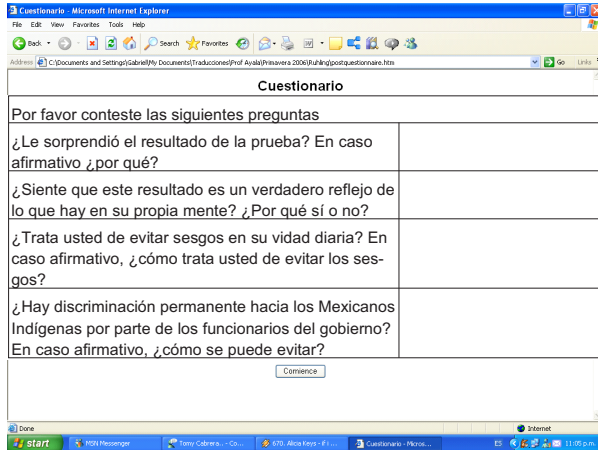 Cuestionario - Microsoft Internet Explorer
File Edit View Favorites Tools Help
Back Search Favorites
Address C:\Documents and Settings\Gabriel\My Documents\Traducciones\Prof Ayala\Primavera 2006\Ruhling\postquestionnaire.htm Go Links
Cuestionario
Por favor conteste las siguientes preguntas
¿Le sorprendió el resultado de la prueba? En caso
afirmativo ¿por qué?
¿Siente que este resultado es un verdadero reflejo de
lo que hay en su propia mente? ¿Por qué sí o no?
¿Trata usted de evitar sesgos en su vidad diaria? En
caso afirmativo, ¿cómo trata usted de evitar los ses-
gos?
¿Hay discriminación permanente hacia los Mexicanos
Indígenas por parte de los funcionarios del gobierno?
En caso afirmativo, ¿cómo se puede evitar?
Comience
Done Internet
start MSN Messenger Tomy Cabrera.. - Co... 670. Alicia Keys - If I ... Cuestionario - Micros... ES 11:05 p.m.